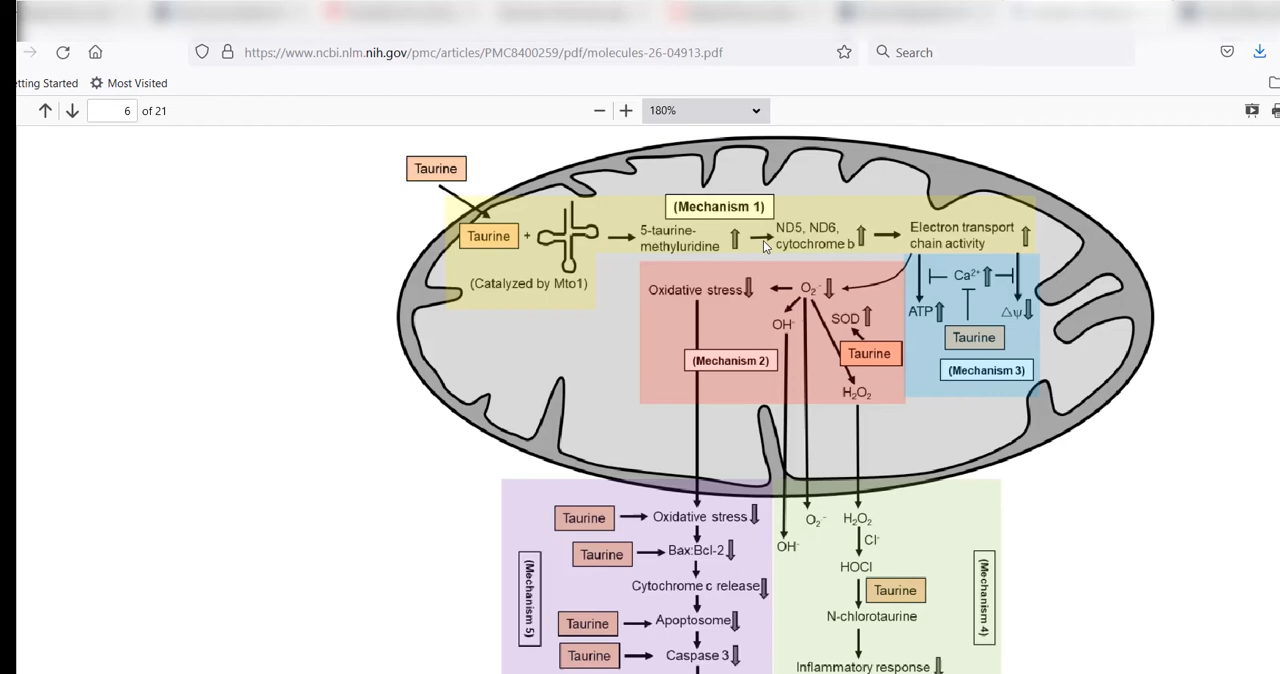 https://www.ncbi.nlm.nih.gov/pmc/articles/PMC8400259/pdf/molecules-26-04913.pdf
Search
etting Started
Most Visited
6 of 21
180%
Taurine
(Mechanism 1)
Taurine +
5-taurine-
methyluridine
ND5, ND6,
cytochrome b
Electron transport
chain activity
(Catalyzed by Mto1)
Oxidative stress
O₂⁻
SOD
OH⁻
Taurine
H₂O₂
(Mechanism 2)
Ca²⁺
ATP
△ψ
Taurine
(Mechanism 3)
Taurine
Oxidative stress
Taurine
Bax:Bcl-2
Cytochrome c release
Taurine
Apoptosome
Taurine
Caspase 3
(Mechanism 5)
OH⁻
O₂⁻
H₂O₂
Cl⁻
HOCl
Taurine
N-chlorotaurine
Inflammatory response
(Mechanism 4)